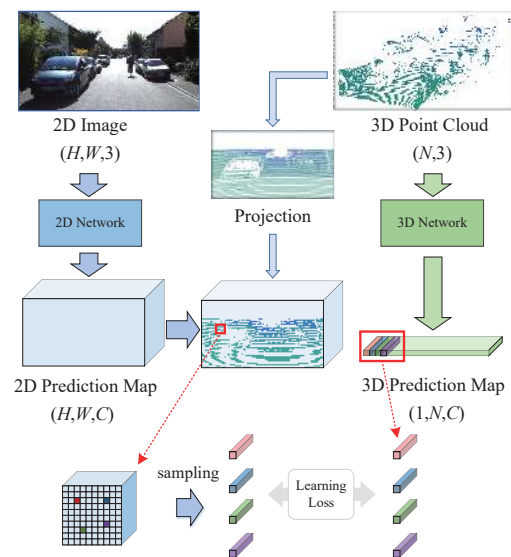 2D Image
(H,W,3)
3D Point Cloud
(N,3)
Projection
2D Network
3D Network
2D Prediction Map
(H,W,C)
3D Prediction Map
(1,N,C)
sampling
Learning
Loss